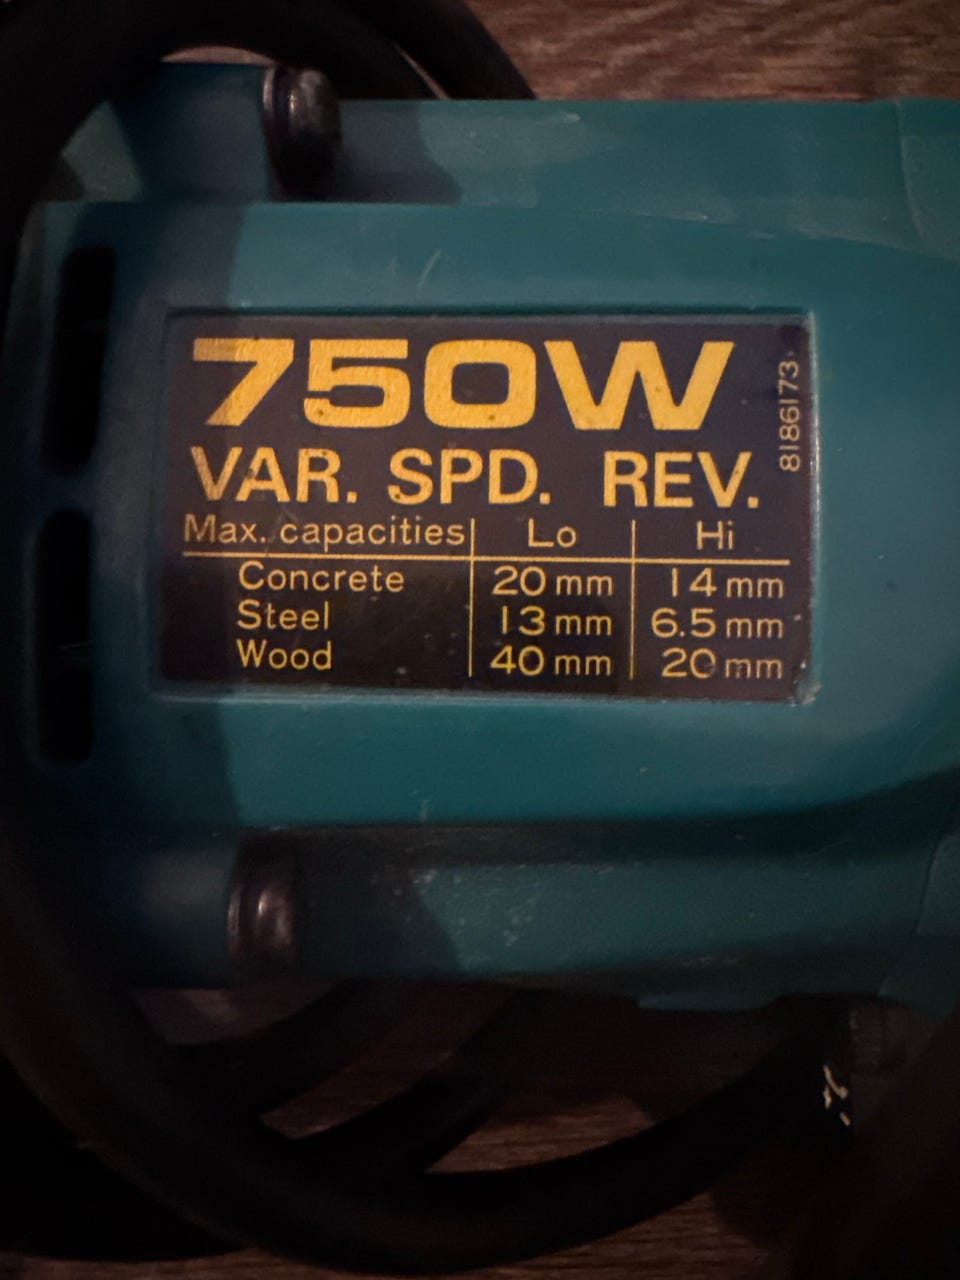 750W
VAR. SPD. REV.
Max. capacities Lo Hi
Concrete 20 mm 14 mm
Steel 13 mm 6.5 mm
Wood 40 mm 20 mm
8186173